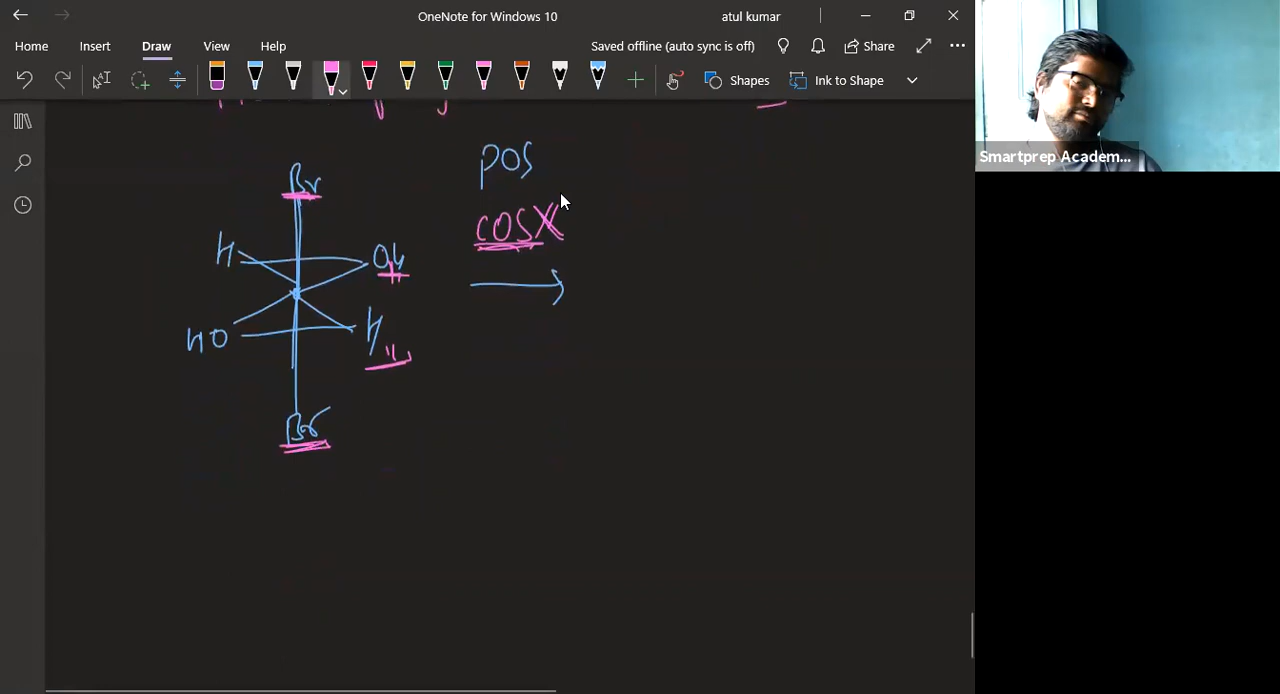 OneNote for Windows 10
atul kumar
Home Insert Draw View Help
Saved offline (auto sync is off)
Share
Shapes
Ink to Shape
Smartprep Academ...
POS
COS
Br
H OH
HO H
Br